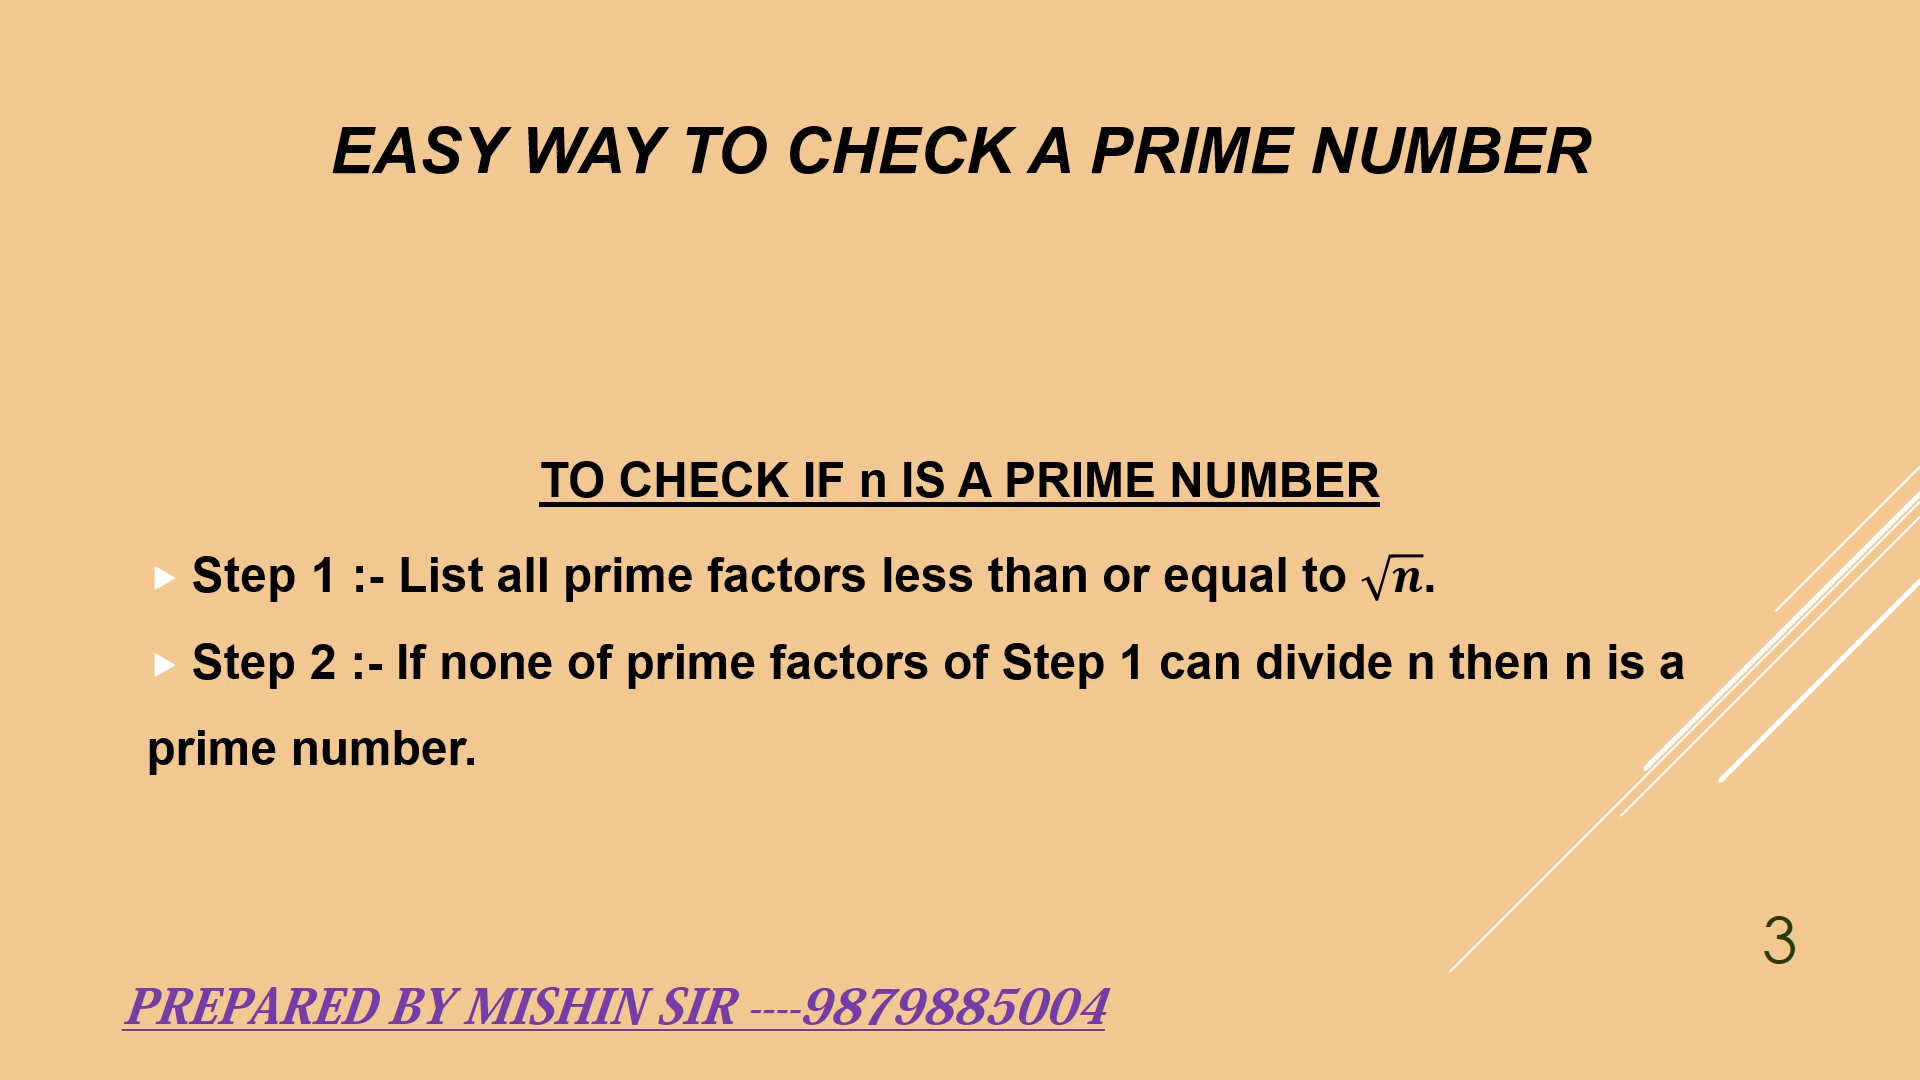 EASY WAY TO CHECK A PRIME NUMBER
TO CHECK IF n IS A PRIME NUMBER
Step 1 :- List all prime factors less than or equal to √n.
Step 2 :- If none of prime factors of Step 1 can divide n then n is a
prime number.
3
PREPARED BY MISHIN SIR ----9879885004